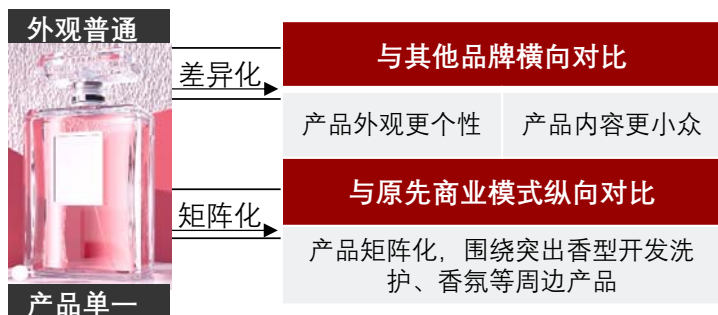 外观普通
差异化
与其他品牌横向对比
产品外观更个性
产品内容更小众
矩阵化
与原先商业模式纵向对比
产品矩阵化，围绕突出香型开发洗
护、香氛等周边产品
产品单一